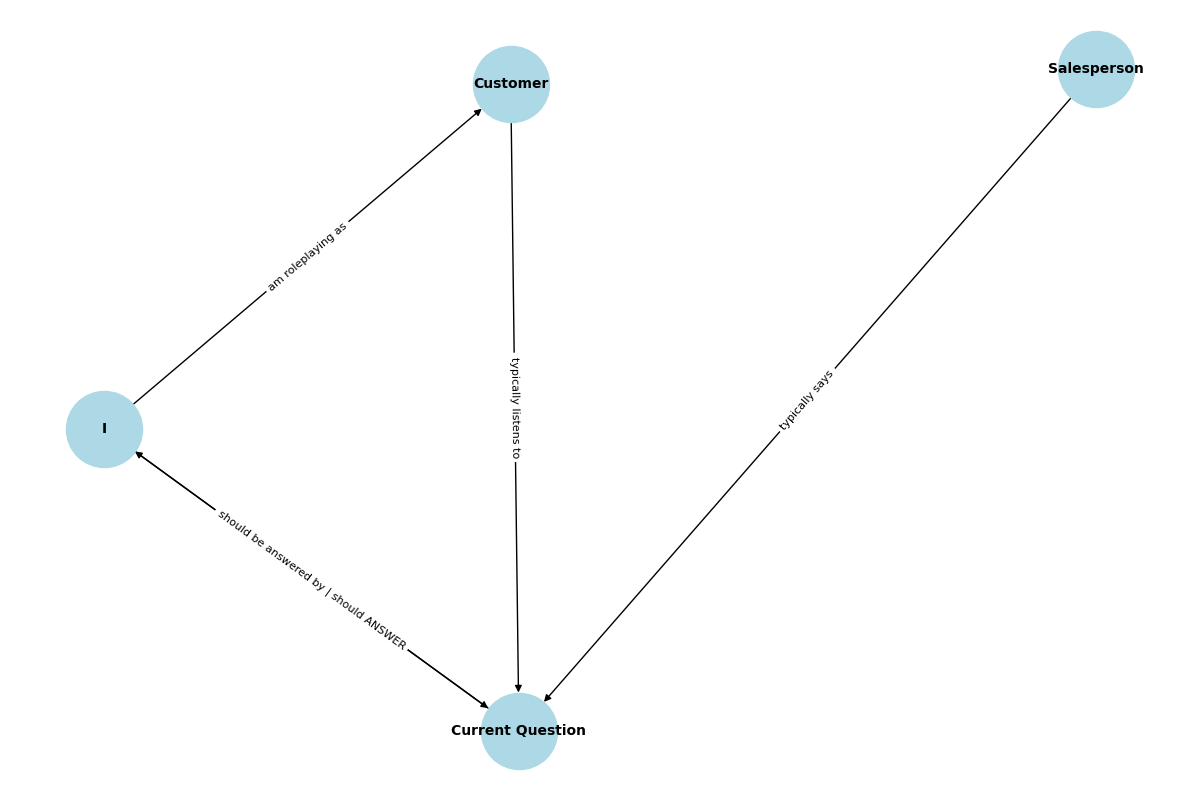 Salesperson
Customer
am roleplaying as
typically listens to
typically says
I
should be answered by | should ANSWER
Current Question